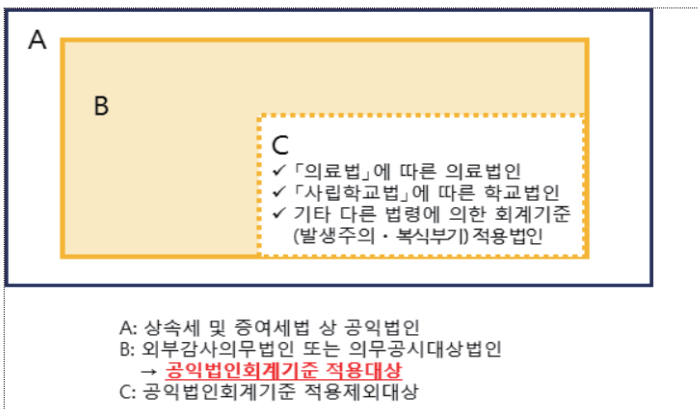 A
B
C
✓ 「의료법」에 따른 의료법인
✓ 「사립학교법」에 따른 학교법인
✓ 기타 다른 법령에 의한 회계기준
(발생주의・복식부기)적용법인
A: 상속세 및 증여세법 상 공익법인
B: 외부감사의무법인 또는 의무공시대상법인
→ 공익법인회계기준 적용대상
C: 공익법인회계기준 적용제외대상